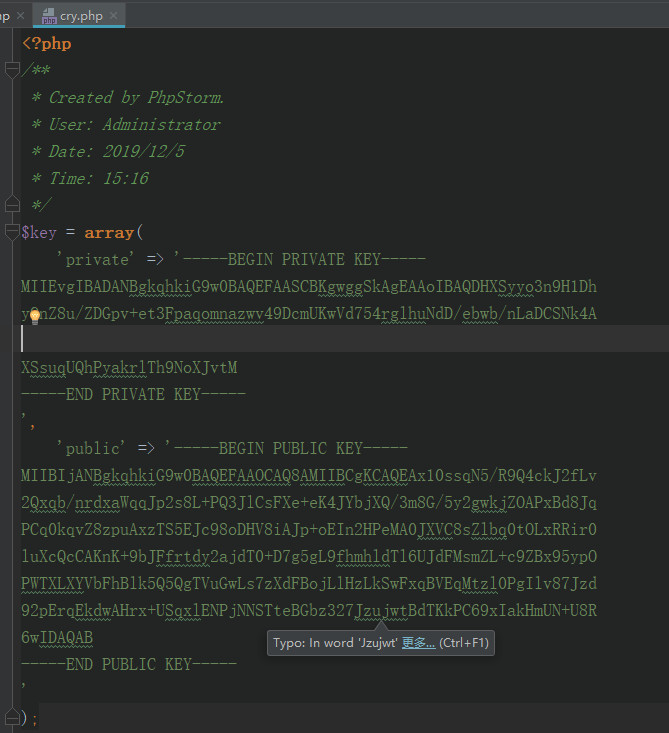 hp
cry.php
<?php
/**
 * Created by PhpStorm.
 * User: Administrator
 * Date: 2019/12/5
 * Time: 15:16
 */
$key = array(
    'private' => '-----BEGIN PRIVATE KEY-----
MIIEvgIBADANBgkqhkiG9w0BAQEFAASCBKgwggSkAgEAAoIBAQDHXSyyo3n9H1Dh
nZ8u/ZDGpv+et3Fpaqomnazwv49DcmUKwVd754rglhuNdD/ebwb/nLaDCSNk4A
XSsuqUQhPyakrlTh9NoXJvtM
-----END PRIVATE KEY-----
'
 ,
    'public' => '-----BEGIN PUBLIC KEY-----
MIIBIjANBgkqhkiG9w0BAQEFAAOCAQ8AMIIBCgKCAQEAx10ssqN5/R9Q4ckJ2fLv
2Qxqb/nrdxaWqqJp2s8L+PQ3JlCsFXe+eK4JYbjXQ/3m8G/5y2gwkjZOAPxBd8Jq
PCq0kqvZ8zpuAxzTS5EJc98oDHV8iAJp+oEIn2HPeMA0JXVC8sZlbq0tOLxRRir0
luXcQcCAKnK+9bJFfrtdy2ajdT0+D7g5gL9fhmhldTl6UJdFMsmZL+c9ZBx95ypO
PWTXLXYVbFhBlk5Q5QgTVuGwLs7zXdFBojLlHzLkSwFxqBVEqMtzl0PgIlv87Jzd
92pErqEkdwAHrx+USqxlENPjNNSTteBGbz327JzujwtBdTKkPC69xIakHmUN+U8R
6wIDAQAB
-----END PUBLIC KEY-----
'
);
Typo: In word 'Jzujwt' 更多... (Ctrl+F1)